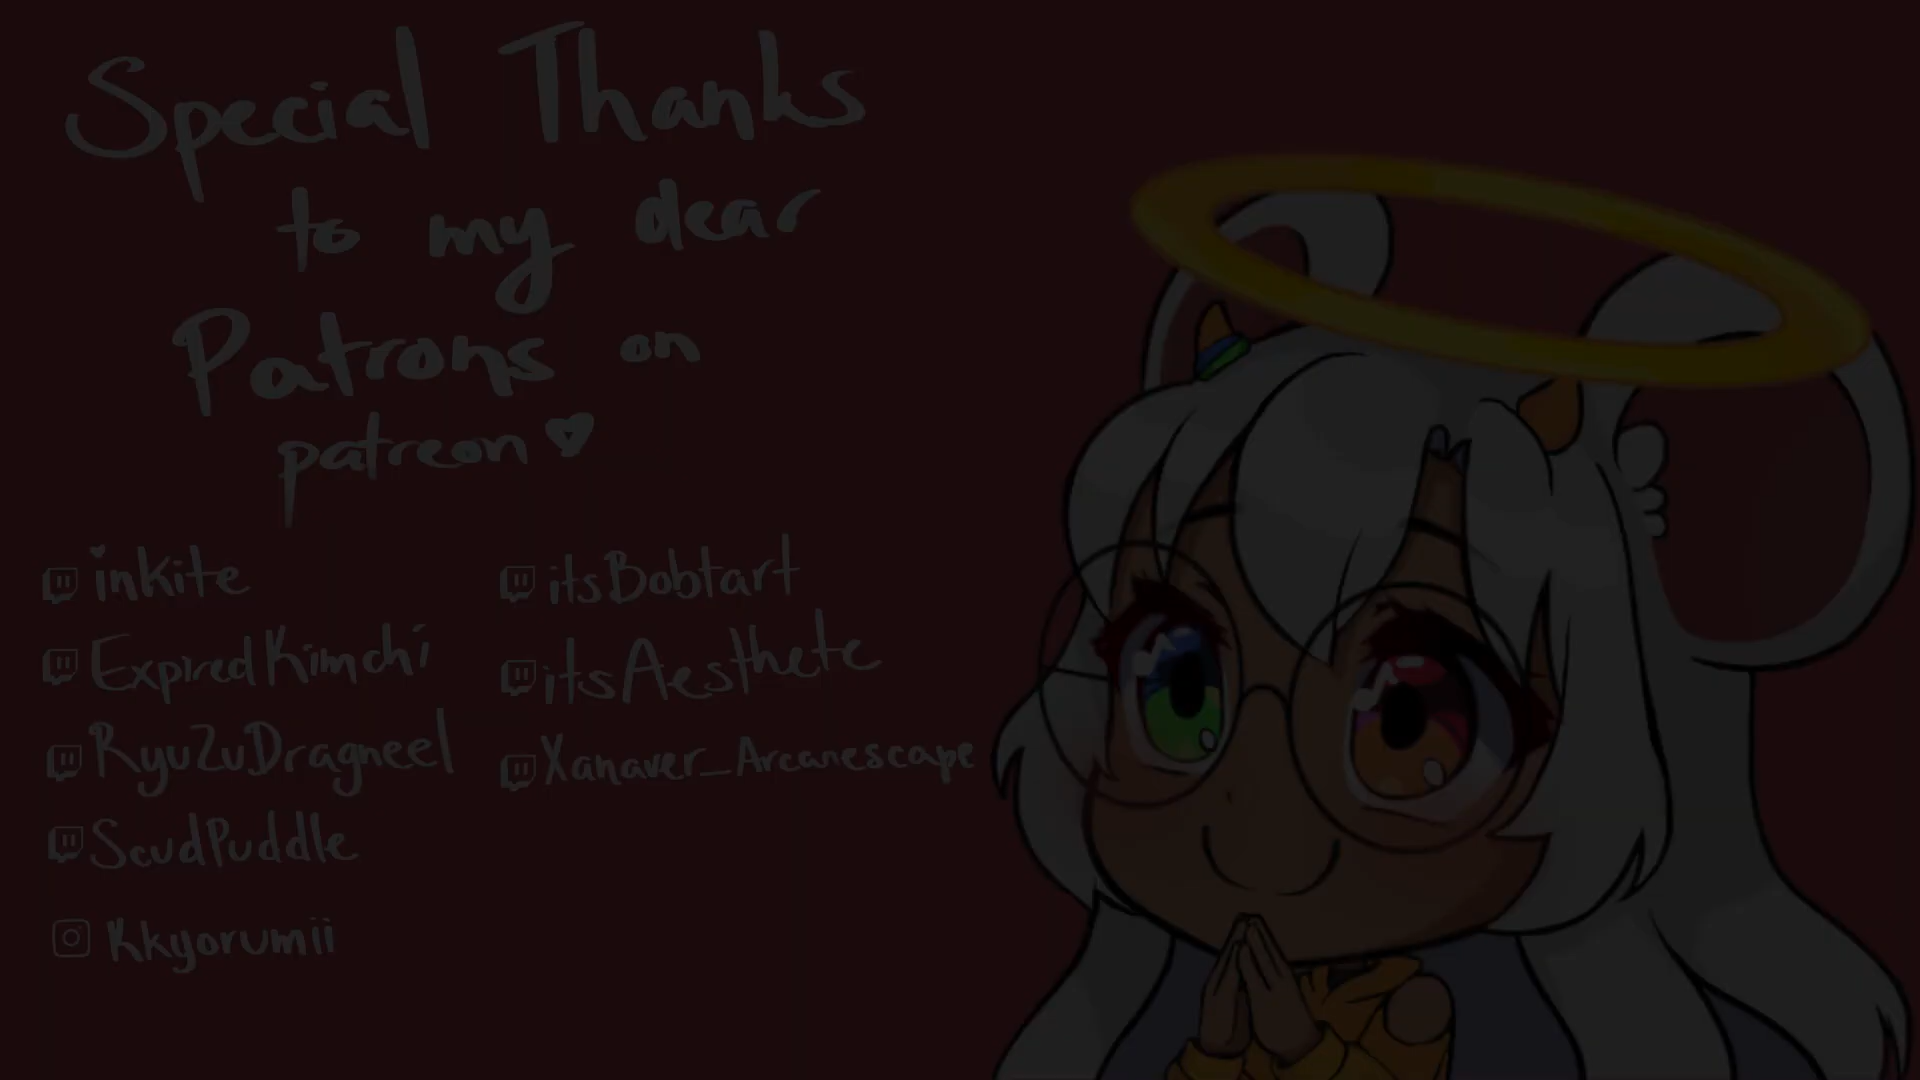 Special Thanks
to my dear
Patrons on
patreon
inkite
ExpiredKimchi
RyuZuDragneel
ScudPuddle
Kkyorumii
itsBobtart
itsAesthete
Xanaver_Arcanescape